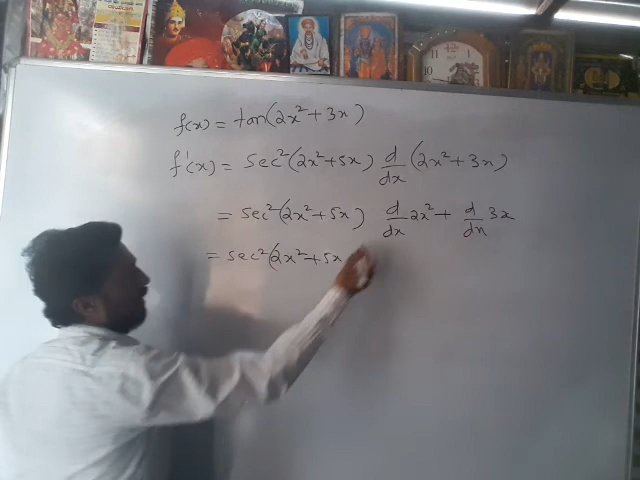 f(x) = tan(2x² + 3x)
f'(x) = sec²(2x²+5x) d/dx (2x²+3x)
= sec²(2x²+5x) d/dx 2x² + d/dx 3x
= sec²(2x²+5x